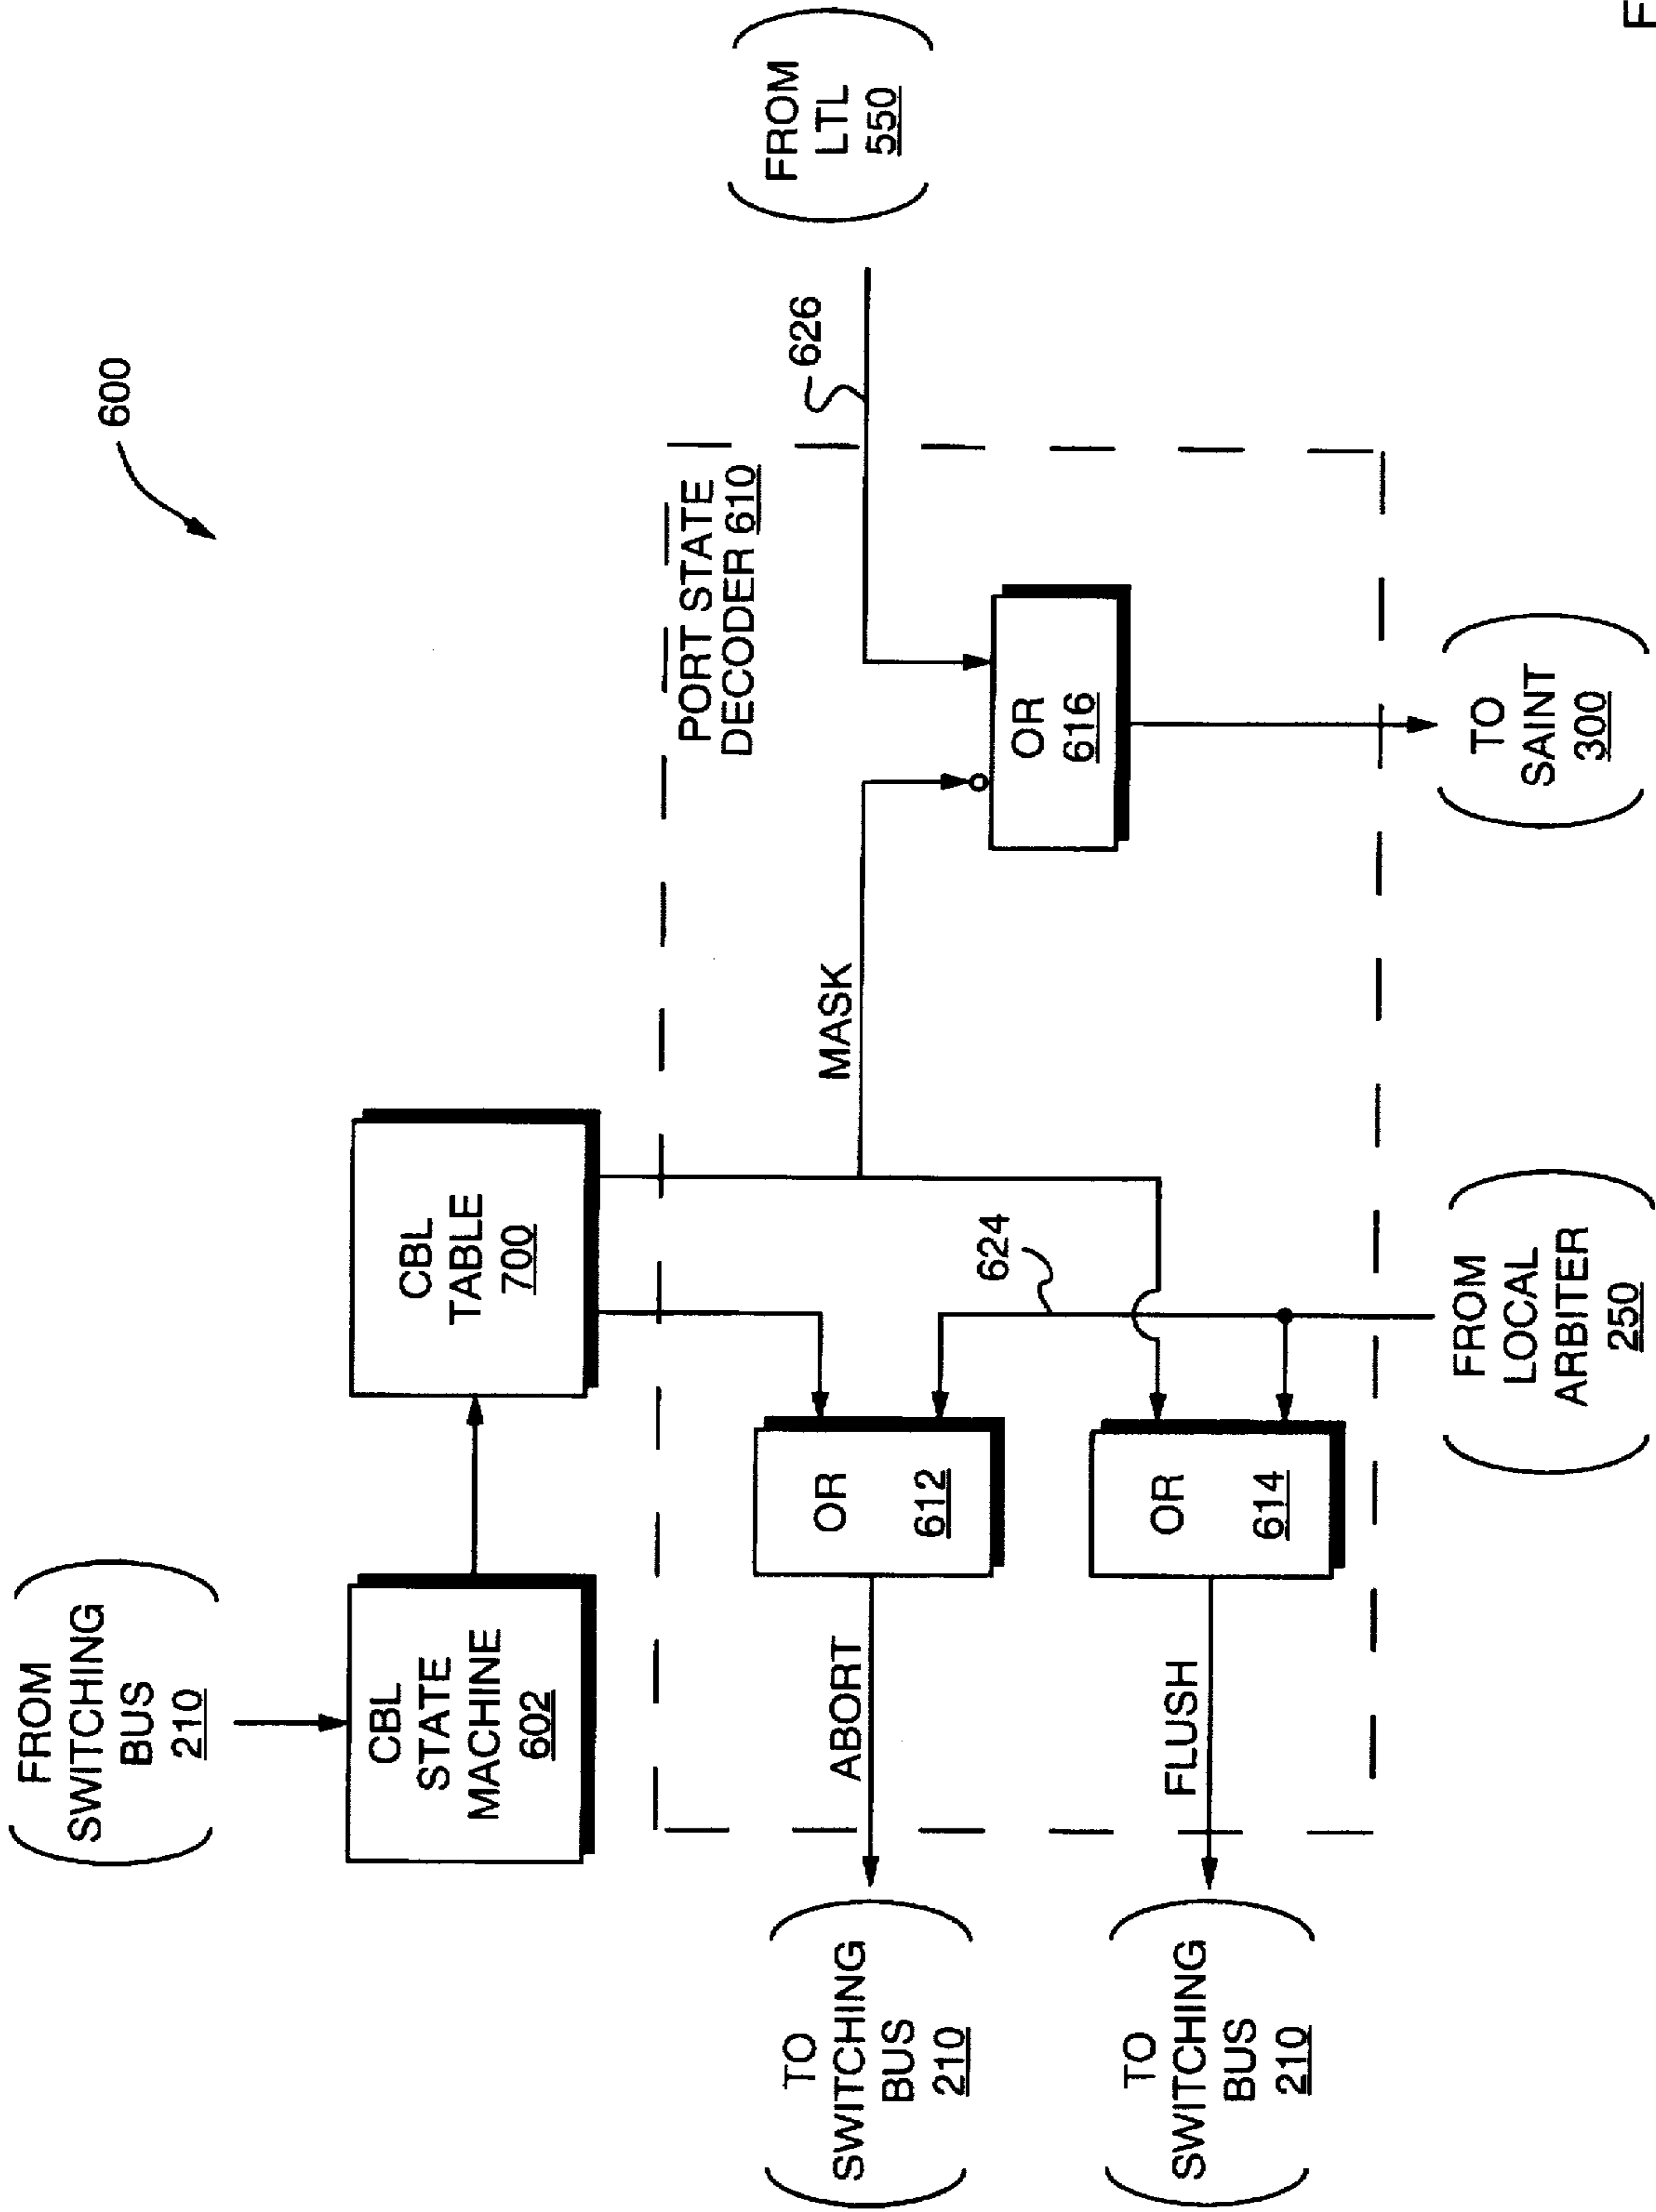 600
FROM
SWITCHING
BUS
210
CBL
STATE
MACHINE
602
CBL
TABLE
700
PORT STATE
DECODER 610
MASK
626
FROM
LTL
550
624
OR
612
OR
614
OR
616
ABORT
FLUSH
TO
SWITCHING
BUS
210
TO
SWITCHING
BUS
210
FROM
LOCAL
ARBITER
250
TO
SAINT
300